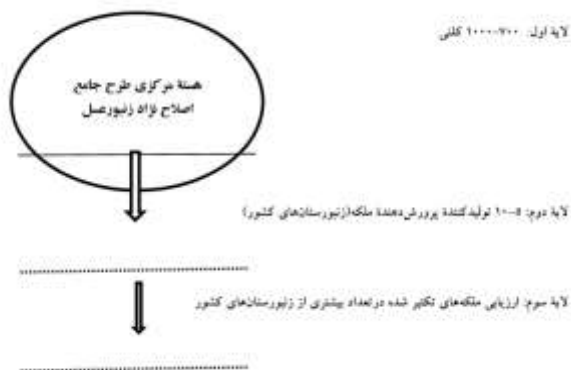 لایهٔ اول: ۷۰۰-۱۰۰۰ کلنی
هستهٔ مرکزی طرح جامع
اصلاح نژاد زنبورعسل
لایهٔ دوم: ۵-۱۰ تولیدکنندهٔ پرورش‌دهندهٔ ملکه(زنبورستان‌های کشور)
لایهٔ سوم: ارزیابی ملکه‌های تکثیر شده درتعداد بیشتری از زنبورستان‌های کشور